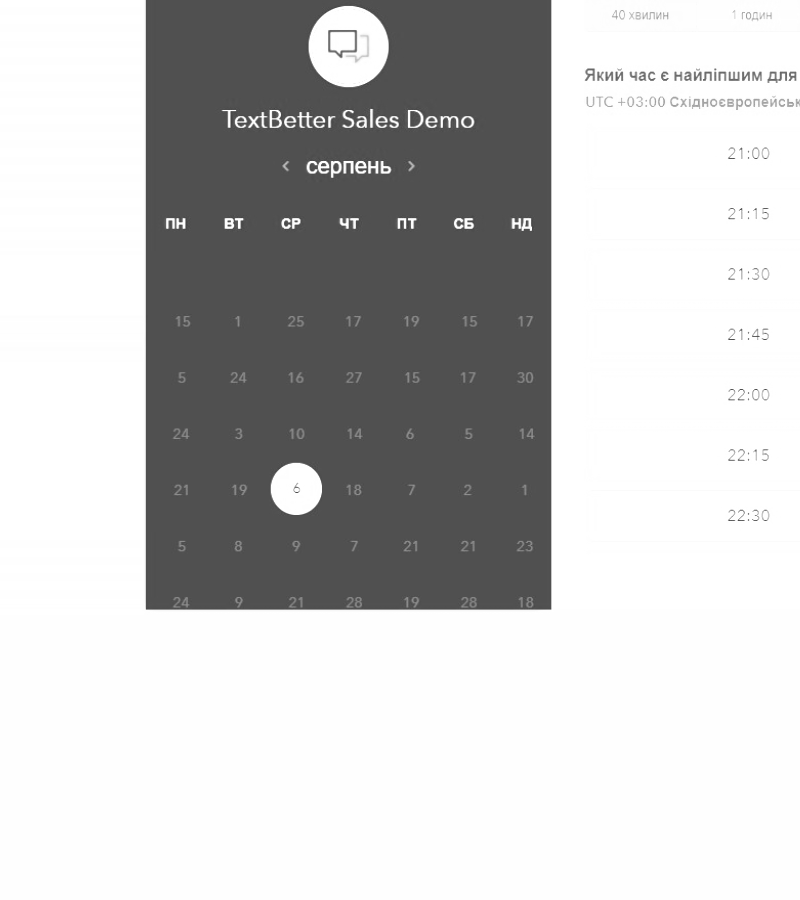 TextBetter Sales Demo
серпень
ПН ВТ СР ЧТ ПТ СБ НД
15 1 25 17 19 15 17
5 24 16 27 15 17 30
24 3 10 14 6 5 14
21 19 6 18 7 2 1
5 8 9 7 21 21 23
24 9 21 28 19 28 18
40 хвилин 1 годин
Який час є найліпшим для
UTC +03:00 Східноєвропейськ
21:00
21:15
21:30
21:45
22:00
22:15
22:30